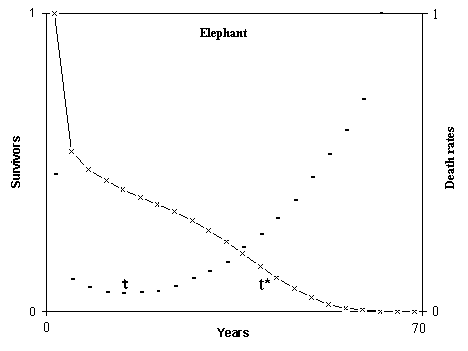 Elephant
1
1
Survivors
Death rates
t
t*
0
0
0
Years
70